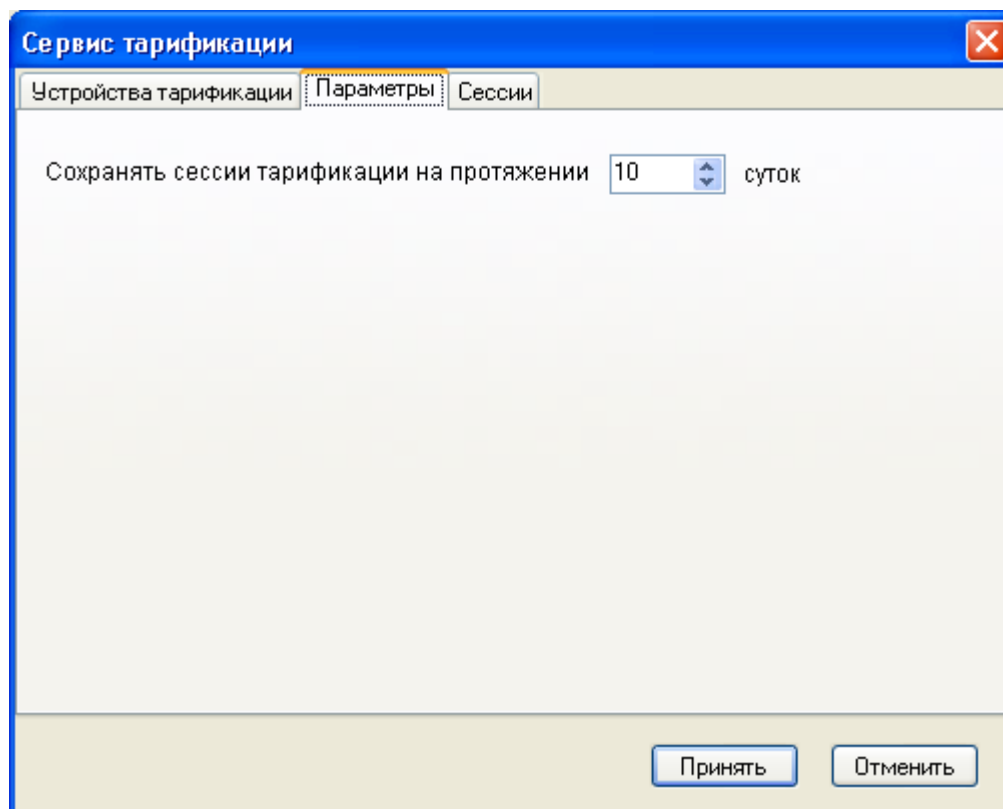 Сервис тарификации
Устройства тарификации Параметры Сессии
Сохранять сессии тарификации на протяжении 10 суток
Принять Отменить